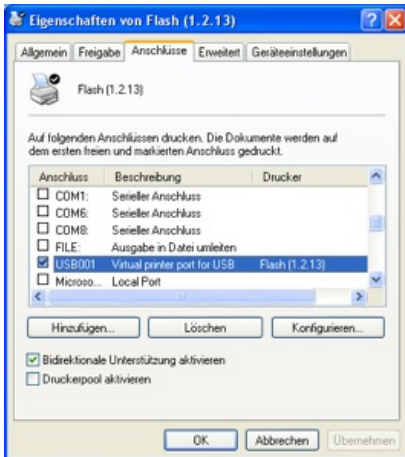 Eigenschaften von Flash (1.2.13)
Allgemein Freigabe Anschlüsse Erweitert Geräteeinstellungen
Flash (1.2.13)
Auf folgenden Anschlüssen drucken. Die Dokumente werden auf
dem ersten freien und markierten Anschluss gedruckt.
Anschluss Beschreibung Drucker
COM1: Serieller Anschluss
COM6: Serieller Anschluss
COM8: Serieller Anschluss
FILE: Ausgabe in Datei umleiten
USB001 Virtual printer port for USB Flash (1.2.13)
Microso... Local Port
Hinzufügen... Löschen Konfigurieren...
Bidirektionale Unterstützung aktivieren
Druckerpool aktivieren
OK Abbrechen Übernehmen